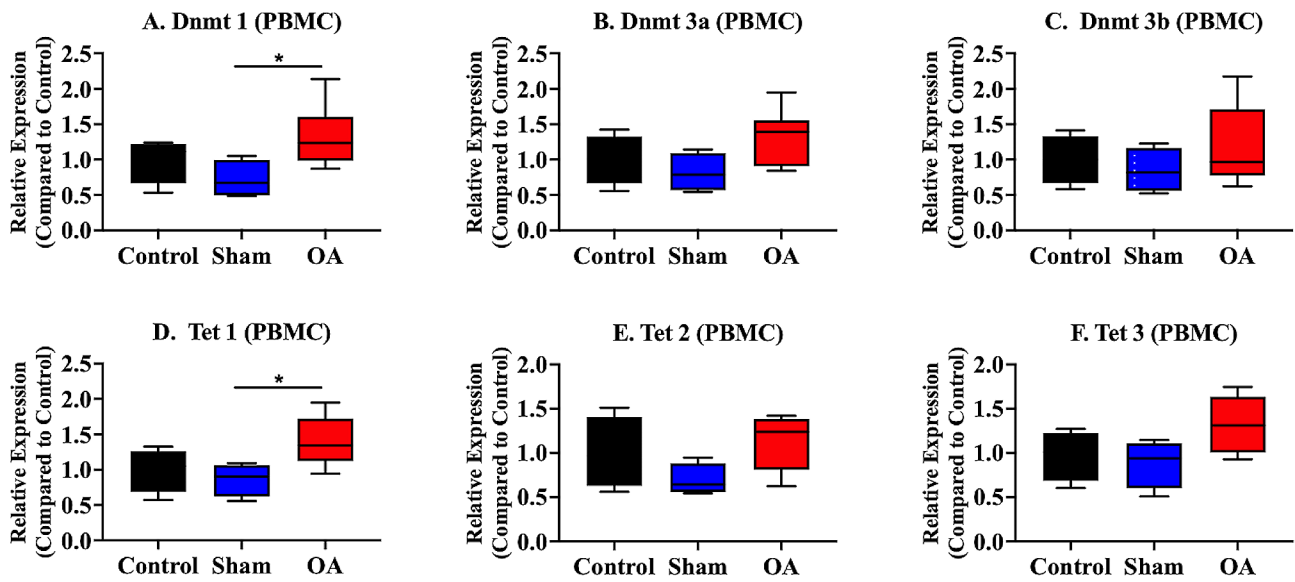 A. Dnmt 1 (PBMC)
Relative Expression
(Compared to Control)
2.5
2.0
1.5
1.0
0.5
0.0
*
Control Sham OA
B. Dnmt 3a (PBMC)
Relative Expression
(Compared to Control)
2.5
2.0
1.5
1.0
0.5
0.0
Control Sham OA
C. Dnmt 3b (PBMC)
Relative Expression
(Compared to Control)
2.5
2.0
1.5
1.0
0.5
0.0
Control Sham OA
D. Tet 1 (PBMC)
Relative Expression
(Compared to Control)
2.5
2.0
1.5
1.0
0.5
0.0
*
Control Sham OA
E. Tet 2 (PBMC)
Relative Expression
(Compared to Control)
2.0
1.5
1.0
0.5
0.0
Control Sham OA
F. Tet 3 (PBMC)
Relative Expression
(Compared to Control)
2.0
1.5
1.0
0.5
0.0
Control Sham OA